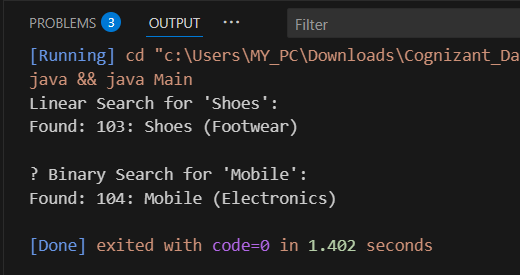 PROBLEMS 3 OUTPUT ... Filter
[Running] cd "c:\Users\MY_PC\Downloads\Cognizant_Da
java && java Main
Linear Search for 'Shoes':
Found: 103: Shoes (Footwear)
? Binary Search for 'Mobile':
Found: 104: Mobile (Electronics)
[Done] exited with code=0 in 1.402 seconds